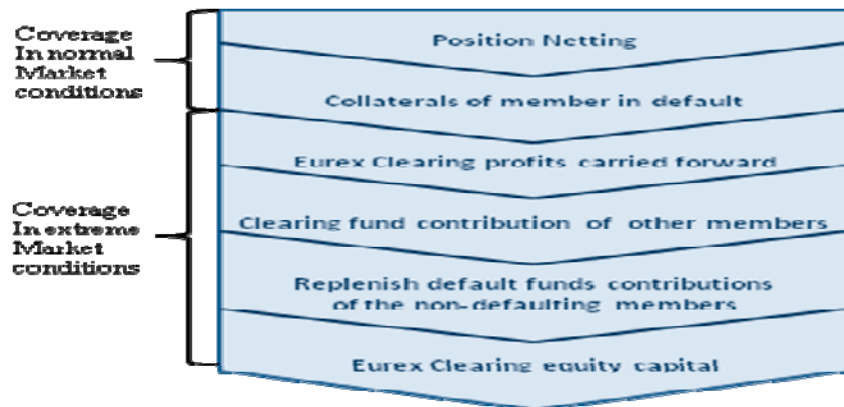 Coverage
In normal
Market
conditions
Position Netting
Collaterals of member in default
Coverage
In extreme
Market
conditions
Eurex Clearing profits carried forward
Clearing fund contribution of other members
Replenish default funds contributions
of the non-defaulting members
Eurex Clearing equity capital